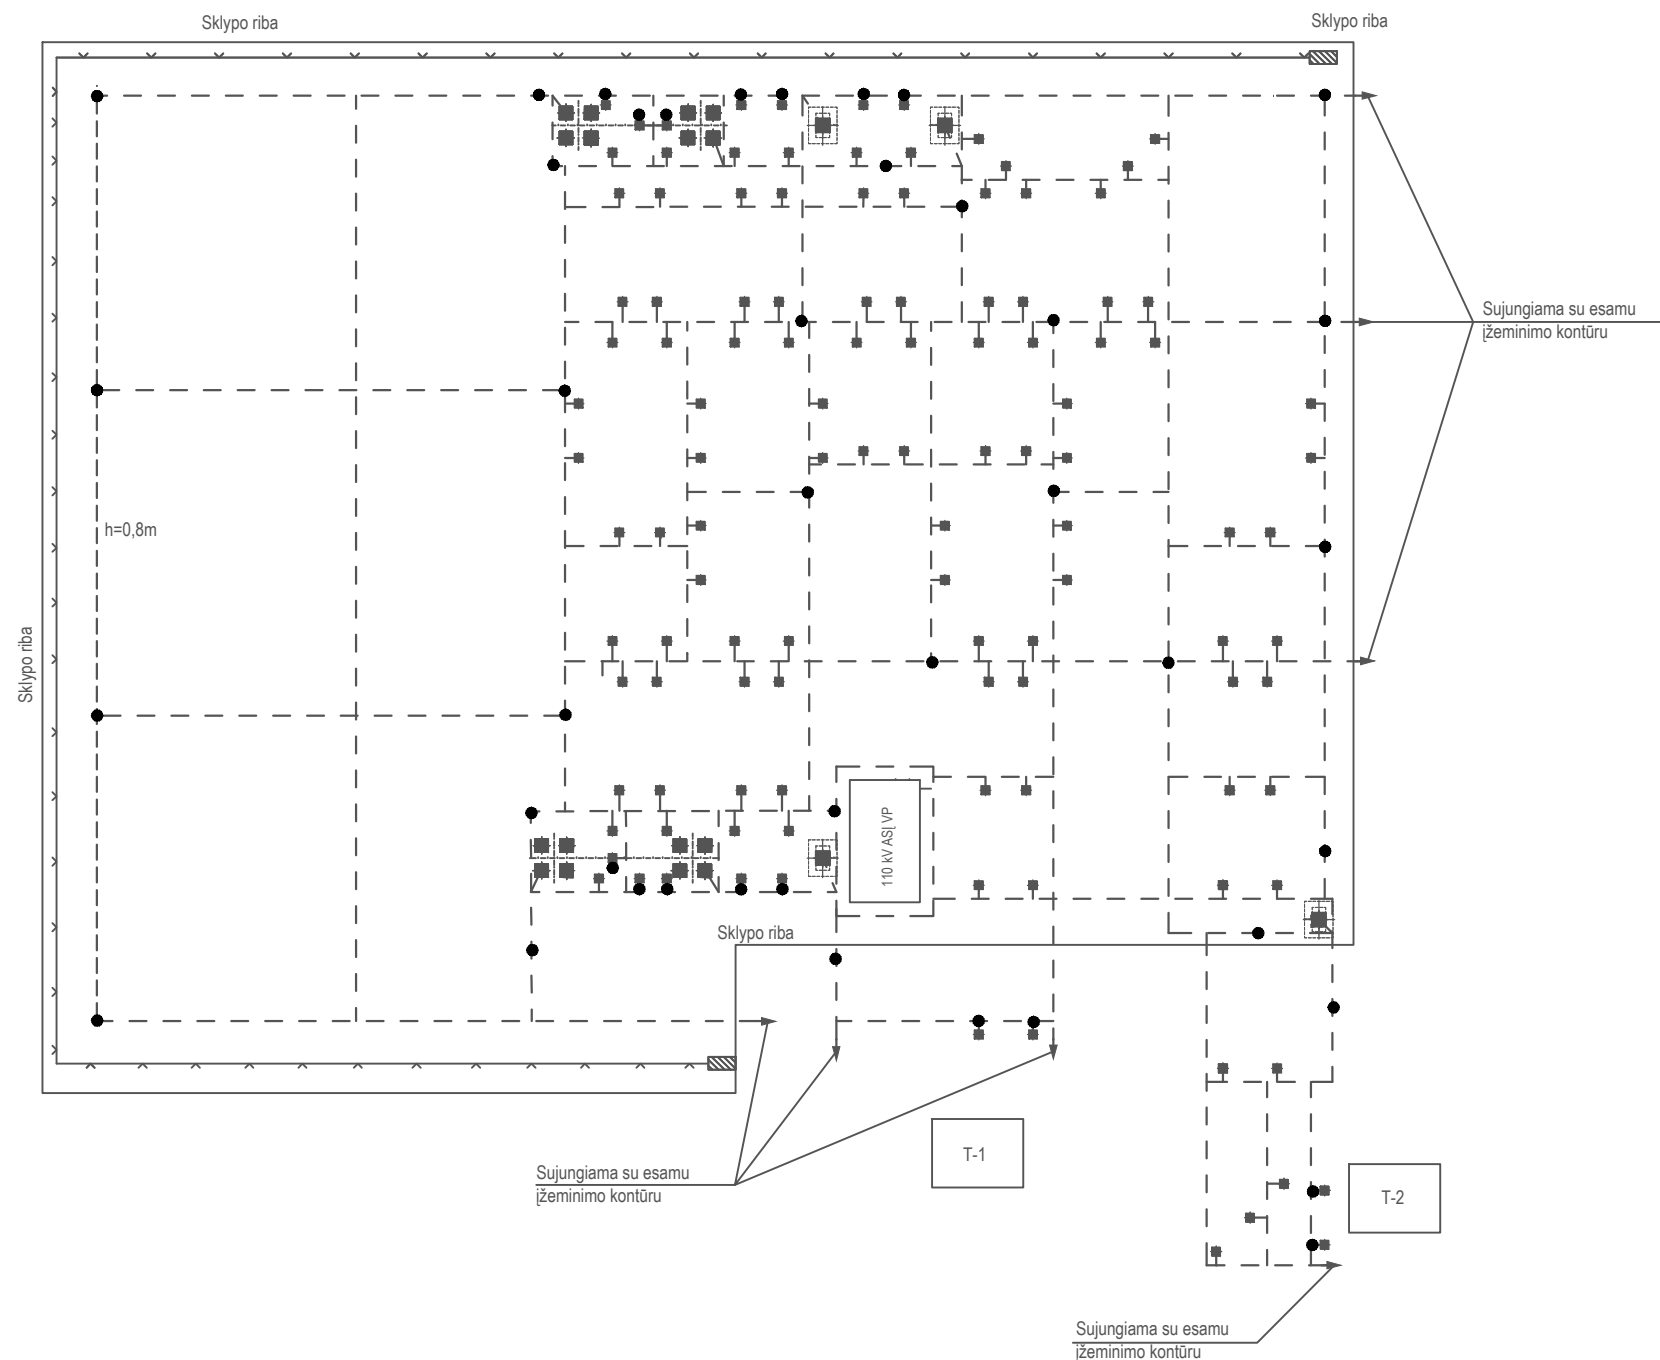 Sklypo riba
Sklypo riba
Sujungiama su esamu
įžeminimo kontūru
h=0,8m
Sklypo riba
110 kV ASĮ VP
Sklypo riba
T-1
Sujungiama su esamu
įžeminimo kontūru
T-2
Sujungiama su esamu
įžeminimo kontūru